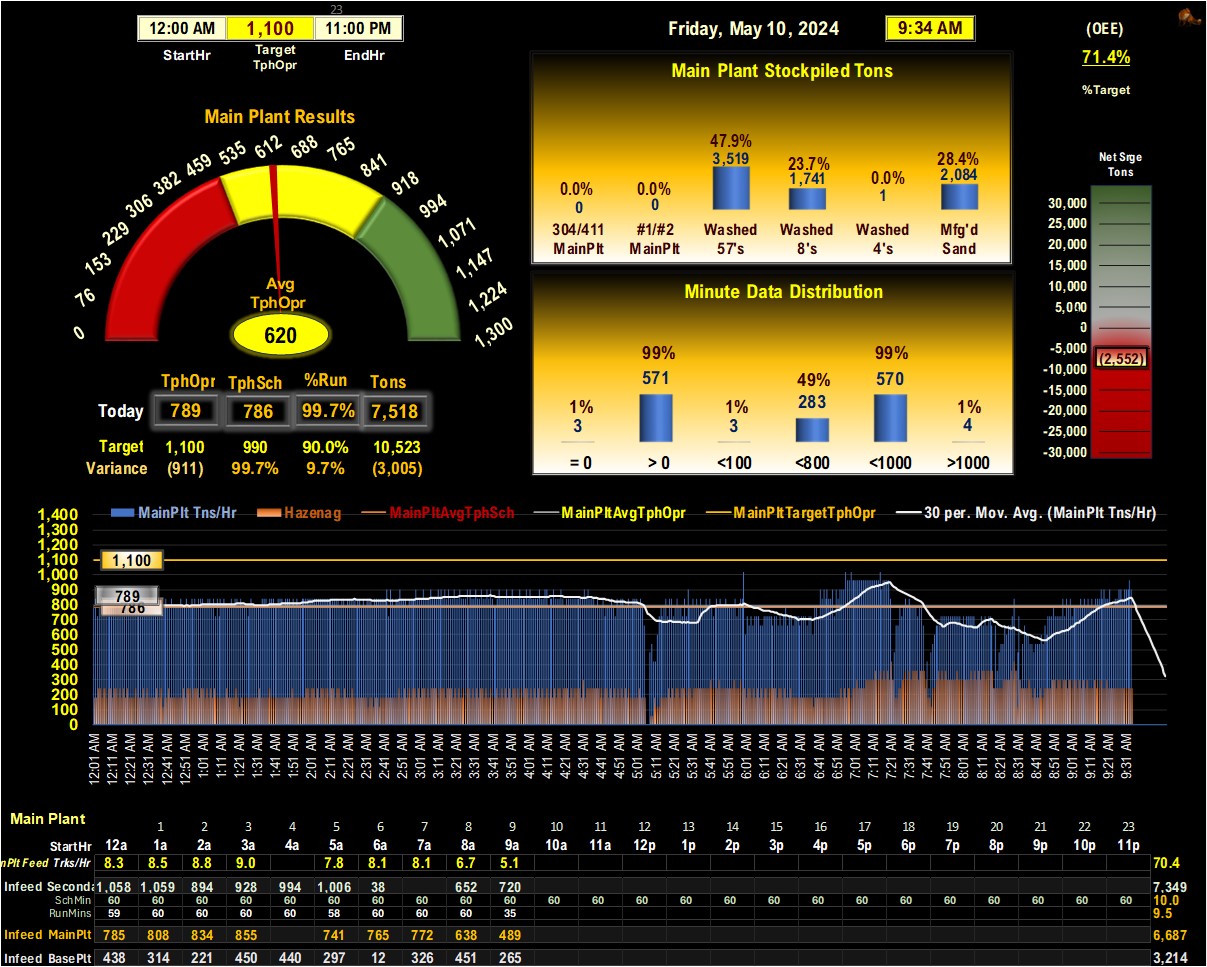 23
12:00 AM 1,100 11:00 PM
StartHr Target TphOpr EndHr
Friday, May 10, 2024 9:34 AM
(OEE)
71.4%
%Target
Main Plant Results
0 76 153 229 306 382 459 535 612 688 765 841 918 994 1,071 1,147 1,224 1,300
Avg
TphOpr
620
TphOpr TphSch %Run Tons
Today 789 786 99.7% 7,518
Target 1,100 990 90.0% 10,523
Variance (911) 99.7% 9.7% (3,005)
Main Plant Stockpiled Tons
0.0% 0.0% 47.9% 23.7% 0.0% 28.4%
0 0 3,519 1,741 1 2,084
304/411 #1/#2 Washed Washed Washed Mfg'd
MainPlt MainPlt 57's 8's 4's Sand
Minute Data Distribution
1% 99% 1% 49% 99% 1%
3 571 3 283 570 4
= 0 > 0 <100 <800 <1000 >1000
Net Srge
Tons
30,000
25,000
20,000
15,000
10,000
5,000
0
-5,000
(2,552)
-10,000
-15,000
-20,000
-25,000
-30,000
MainPlt Tns/Hr Hazenag MainPltAvgTphSch MainPltAvgTphOpr MainPltTargetTphOpr 30 per. Mov. Avg. (MainPlt Tns/Hr)
1,400
1,300
1,200
1,100 1,100
1,000
900 789
800 786
700
600
500
400
300
200
100
0
12:01 AM 12:11 AM 12:21 AM 12:31 AM 12:41 AM 12:51 AM 1:01 AM 1:11 AM 1:21 AM 1:31 AM 1:41 AM 1:51 AM 2:01 AM 2:11 AM 2:21 AM 2:31 AM 2:41 AM 2:51 AM 3:01 AM 3:11 AM 3:21 AM 3:31 AM 3:41 AM 3:51 AM 4:01 AM 4:11 AM 4:21 AM 4:31 AM 4:41 AM 4:51 AM 5:01 AM 5:11 AM 5:21 AM 5:31 AM 5:41 AM 5:51 AM 6:01 AM 6:11 AM 6:21 AM 6:31 AM 6:41 AM 6:51 AM 7:01 AM 7:11 AM 7:21 AM 7:31 AM 7:41 AM 7:51 AM 8:01 AM 8:11 AM 8:21 AM 8:31 AM 8:41 AM 8:51 AM 9:01 AM 9:11 AM 9:21 AM 9:31 AM
Main Plant
1 2 3 4 5 6 7 8 9 10 11 12 13 14 15 16 17 18 19 20 21 22 23
StartHr 12a 1a 2a 3a 4a 5a 6a 7a 8a 9a 10a 11a 12p 1p 2p 3p 4p 5p 6p 7p 8p 9p 10p 11p
nPlt Feed Trks/Hr 8.3 8.5 8.8 9.0 7.8 8.1 8.1 6.7 5.1 70.4
Infeed Seconda 1,058 1,059 894 928 994 1,006 38 652 720 7,349
SchMin 60 60 60 60 60 60 60 60 60 60 60 60 60 60 60 60 60 60 60 60 60 60 60 60 10.0
RunMins 59 60 60 60 60 58 60 60 60 35 9.5
Infeed MainPlt 785 808 834 855 741 765 772 638 489 6,687
Infeed BasePlt 438 314 221 450 440 297 12 326 451 265 3,214